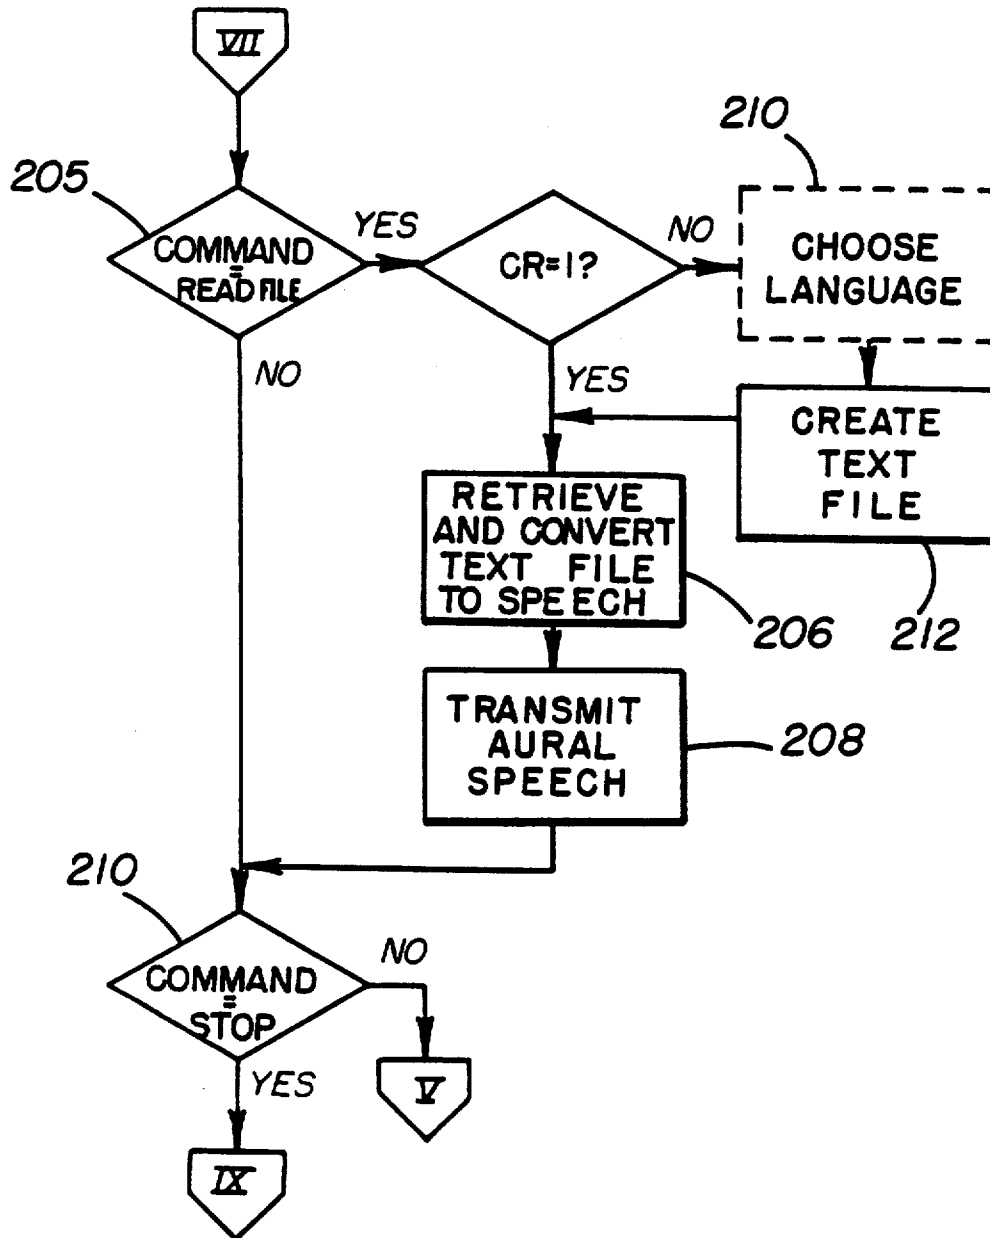 VII
210
205
COMMAND
=
READ FILE
YES
CR=1?
NO
CHOOSE
LANGUAGE
NO
YES
CREATE
TEXT
FILE
RETRIEVE
AND CONVERT
TEXT FILE
TO SPEECH
206
212
TRANSMIT
AURAL
SPEECH
208
210
COMMAND
=
STOP
NO
YES
V
IX